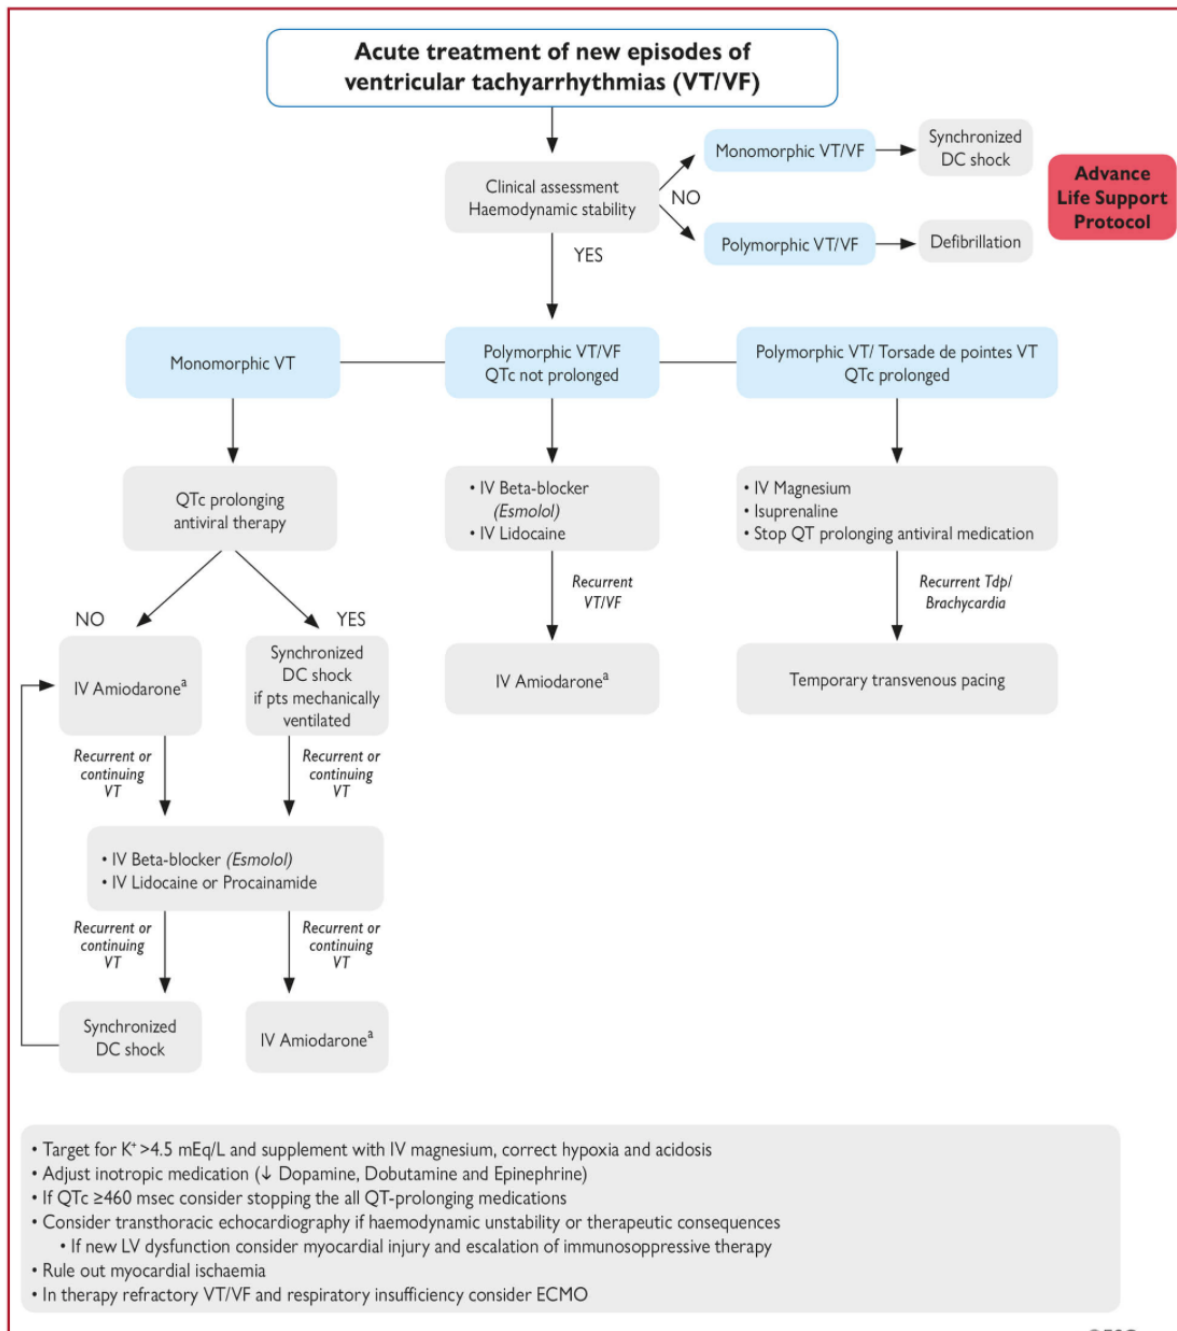 Acute treatment of new episodes of
ventricular tachyarrhythmias (VT/VF)
Clinical assessment
Haemodynamic stability
NO
Monomorphic VT/VF
Synchronized
DC shock
Polymorphic VT/VF
Defibrillation
Advance
Life Support
Protocol
YES
Monomorphic VT
Polymorphic VT/VF
QTc not prolonged
Polymorphic VT/ Torsade de pointes VT
QTc prolonged
QTc prolonging
antiviral therapy
• IV Beta-blocker
(Esmolol)
• IV Lidocaine
• IV Magnesium
• Isuprenaline
• Stop QT prolonging antiviral medication
NO
YES
Recurrent
VT/VF
Recurrent Tdp/
Brachycardia
IV Amiodaroneᵃ
Synchronized
DC shock
if pts mechanically
ventilated
IV Amiodaroneᵃ
Temporary transvenous pacing
Recurrent or
continuing
VT
Recurrent or
continuing
VT
• IV Beta-blocker (Esmolol)
• IV Lidocaine or Procainamide
Recurrent or
continuing
VT
Recurrent or
continuing
VT
Synchronized
DC shock
IV Amiodaroneᵃ
• Target for K⁺ >4.5 mEq/L and supplement with IV magnesium, correct hypoxia and acidosis
• Adjust inotropic medication (↓ Dopamine, Dobutamine and Epinephrine)
• If QTc ≥460 msec consider stopping the all QT-prolonging medications
• Consider transthoracic echocardiography if haemodynamic unstability or therapeutic consequences
• If new LV dysfunction consider myocardial injury and escalation of immunosoppressive therapy
• Rule out myocardial ischaemia
• In therapy refractory VT/VF and respiratory insufficiency consider ECMO